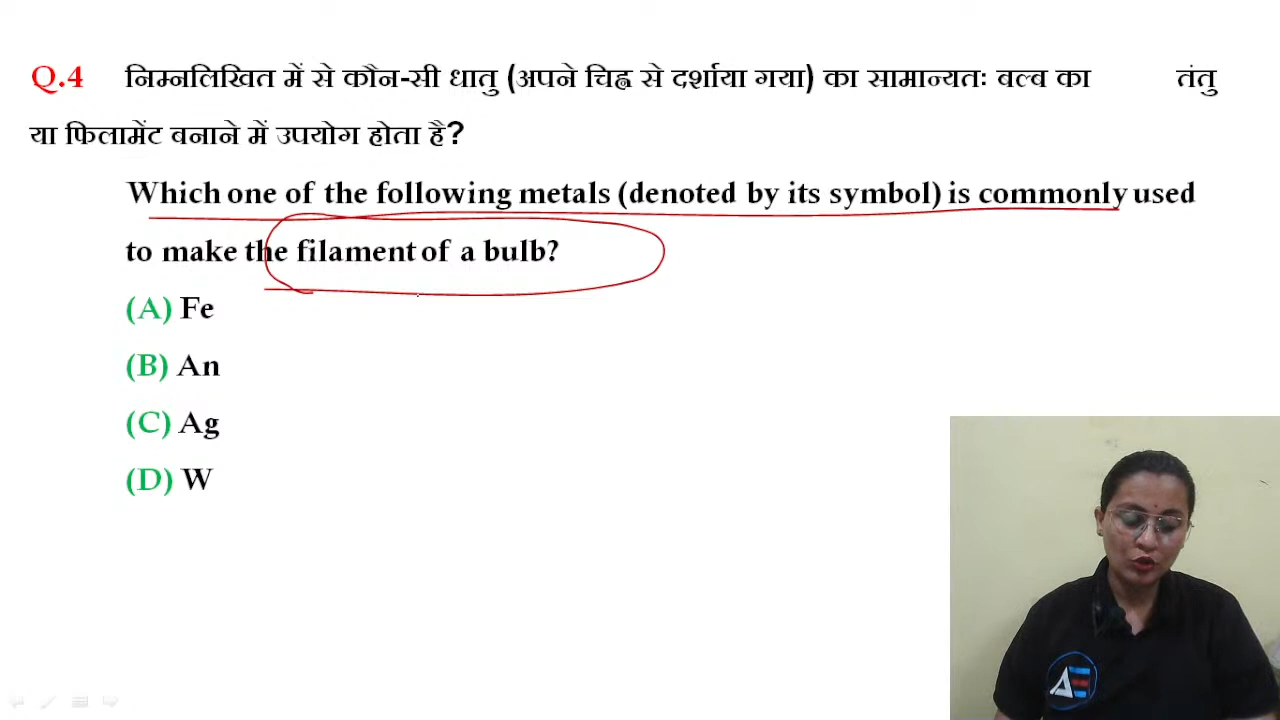 Q.4 निम्नलिखित में से कौन-सी धातु (अपने चिह्न से दर्शाया गया) का सामान्यतः बल्ब का तंतु
या फिलामेंट बनाने में उपयोग होता है?
Which one of the following metals (denoted by its symbol) is commonly used
to make the filament of a bulb?
(A) Fe
(B) An
(C) Ag
(D) W